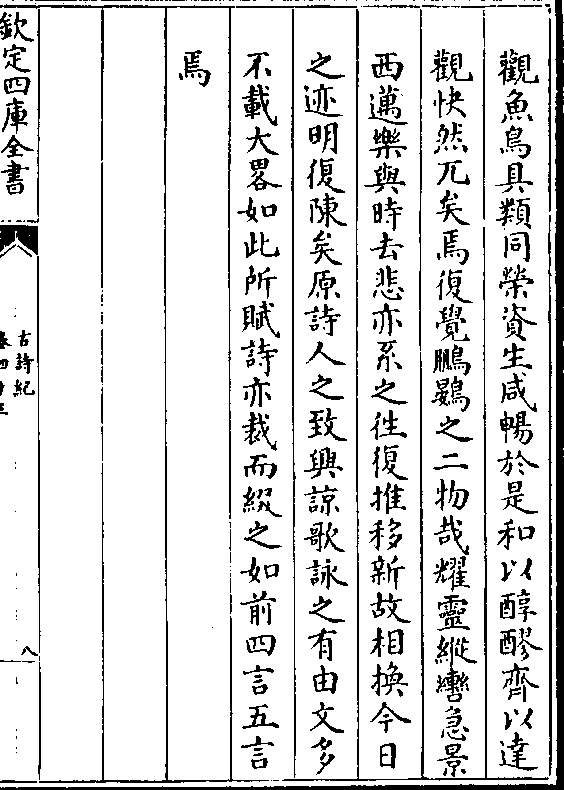 觀魚鳥具類同榮資生咸暢於是和以醇醪齊以達
觀快然兀矣焉復覺鵬鷃之二物哉耀靈縱轡急景
西邁樂與時去悲亦系之徃復推移新故相換今日
之迹明復陳矣原詩人之致興諒歌詠之有由文多
不載大畧如此所賦詩亦裁而綴之如前四言五言
焉
欽定四庫全書
古詩紀
八